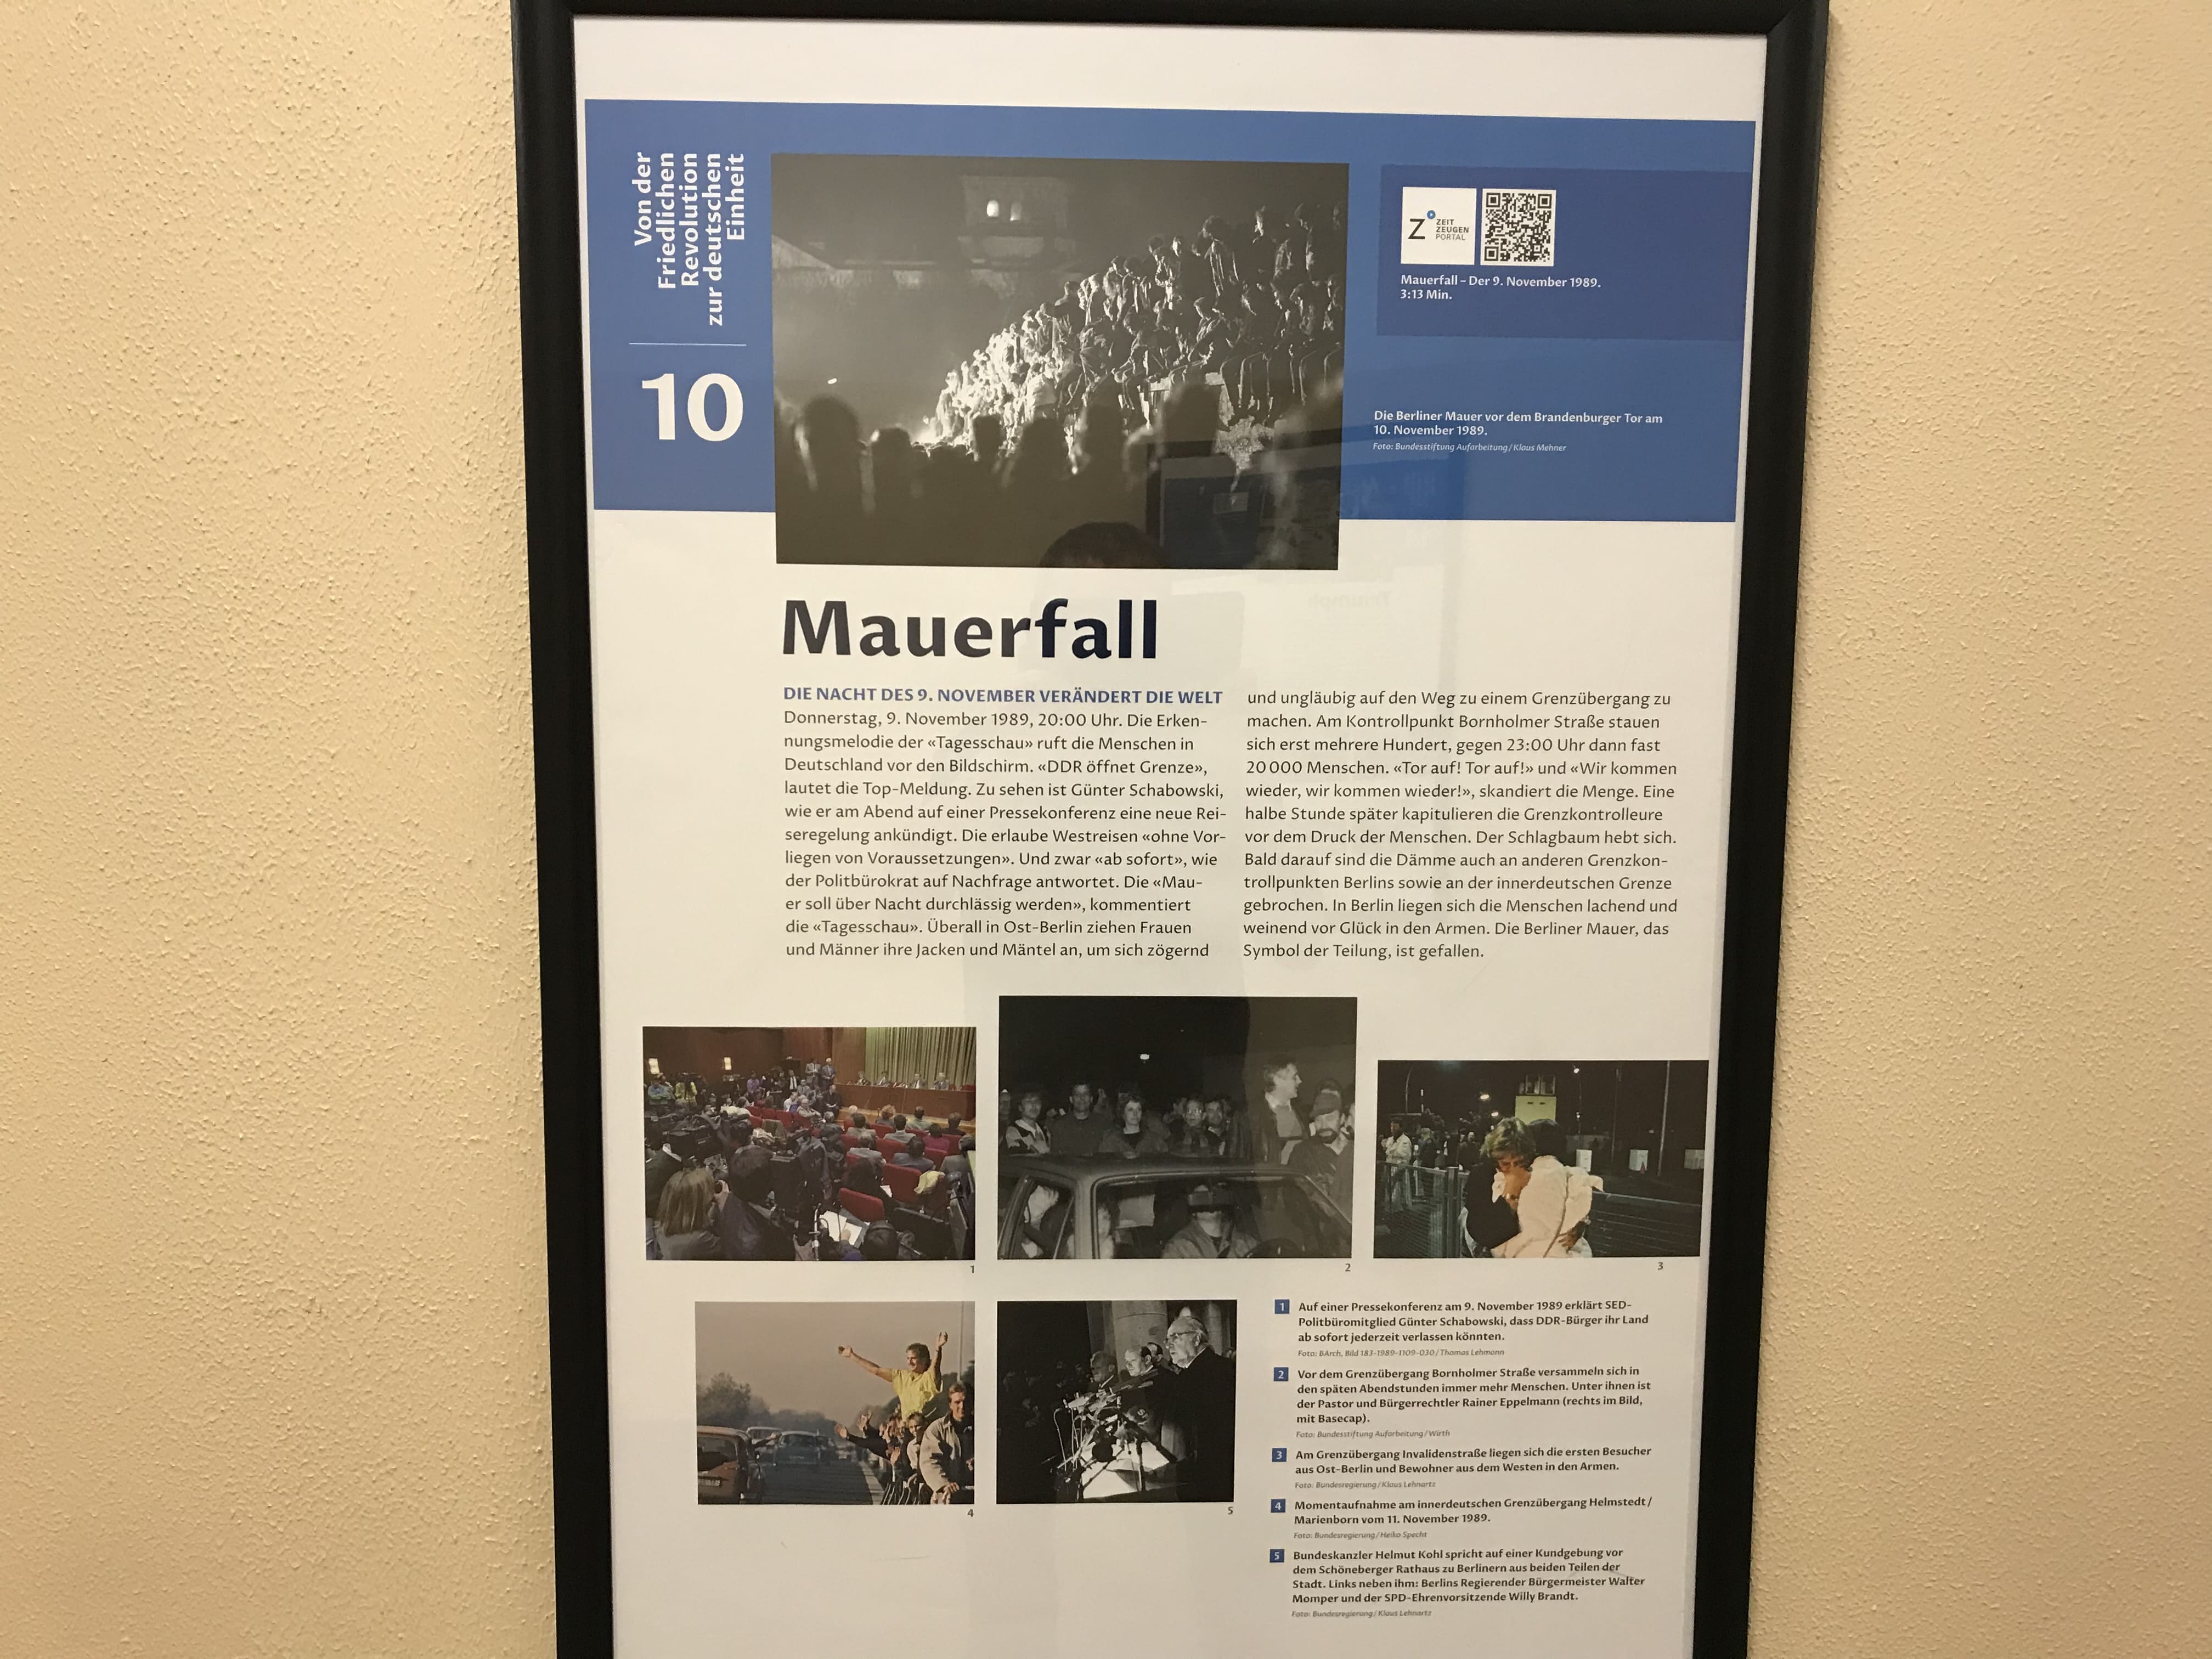 Von der
Friedlichen
Revolution
zur deutschen
Einheit
10
Z
ZEIT
ZEUGEN
PORTAL
Mauerfall – Der 9. November 1989.
3:13 Min.
Die Berliner Mauer vor dem Brandenburger Tor am
10. November 1989.
Foto: Bundesstiftung Aufarbeitung / Klaus Mehner
Mauerfall
DIE NACHT DES 9. NOVEMBER VERÄNDERT DIE WELT
Donnerstag, 9. November 1989, 20:00 Uhr. Die Erken-
nungsmelodie der «Tagesschau» ruft die Menschen in
Deutschland vor den Bildschirm. «DDR öffnet Grenze»,
lautet die Top-Meldung. Zu sehen ist Günter Schabowski,
wie er am Abend auf einer Pressekonferenz eine neue Rei-
seregelung ankündigt. Die erlaube Westreisen «ohne Vor-
liegen von Voraussetzungen». Und zwar «ab sofort», wie
der Politbürokrat auf Nachfrage antwortet. Die «Mau-
er soll über Nacht durchlässig werden», kommentiert
die «Tagesschau». Überall in Ost-Berlin ziehen Frauen
und Männer ihre Jacken und Mäntel an, um sich zögernd
und ungläubig auf den Weg zu einem Grenzübergang zu
machen. Am Kontrollpunkt Bornholmer Straße stauen
sich erst mehrere Hundert, gegen 23:00 Uhr dann fast
20 000 Menschen. «Tor auf! Tor auf!» und «Wir kommen
wieder, wir kommen wieder!», skandiert die Menge. Eine
halbe Stunde später kapitulieren die Grenzkontrolleure
vor dem Druck der Menschen. Der Schlagbaum hebt sich.
Bald darauf sind die Dämme auch an anderen Grenzkon-
trollpunkten Berlins sowie an der innerdeutschen Grenze
gebrochen. In Berlin liegen sich die Menschen lachend und
weinend vor Glück in den Armen. Die Berliner Mauer, das
Symbol der Teilung, ist gefallen.
1
2
3
4
5
1 Auf einer Pressekonferenz am 9. November 1989 erklärt SED-
Politbüromitglied Günter Schabowski, dass DDR-Bürger ihr Land
ab sofort jederzeit verlassen könnten.
Foto: BArch, Bild 183-1989-1109-030 / Thomas Lehmann
2 Vor dem Grenzübergang Bornholmer Straße versammeln sich in
den späten Abendstunden immer mehr Menschen. Unter ihnen ist
der Pastor und Bürgerrechtler Rainer Eppelmann (rechts im Bild,
mit Basecap).
Foto: Bundesstiftung Aufarbeitung / Wirth
3 Am Grenzübergang Invalidenstraße liegen sich die ersten Besucher
aus Ost-Berlin und Bewohner aus dem Westen in den Armen.
Foto: Bundesregierung / Klaus Lehnartz
4 Momentaufnahme am innerdeutschen Grenzübergang Helmstedt /
Marienborn vom 11. November 1989.
Foto: Bundesregierung / Heiko Specht
5 Bundeskanzler Helmut Kohl spricht auf einer Kundgebung vor
dem Schöneberger Rathaus zu Berlinern aus beiden Teilen der
Stadt. Links neben ihm: Berlins Regierender Bürgermeister Walter
Momper und der SPD-Ehrenvorsitzende Willy Brandt.
Foto: Bundesregierung / Klaus Lehnartz